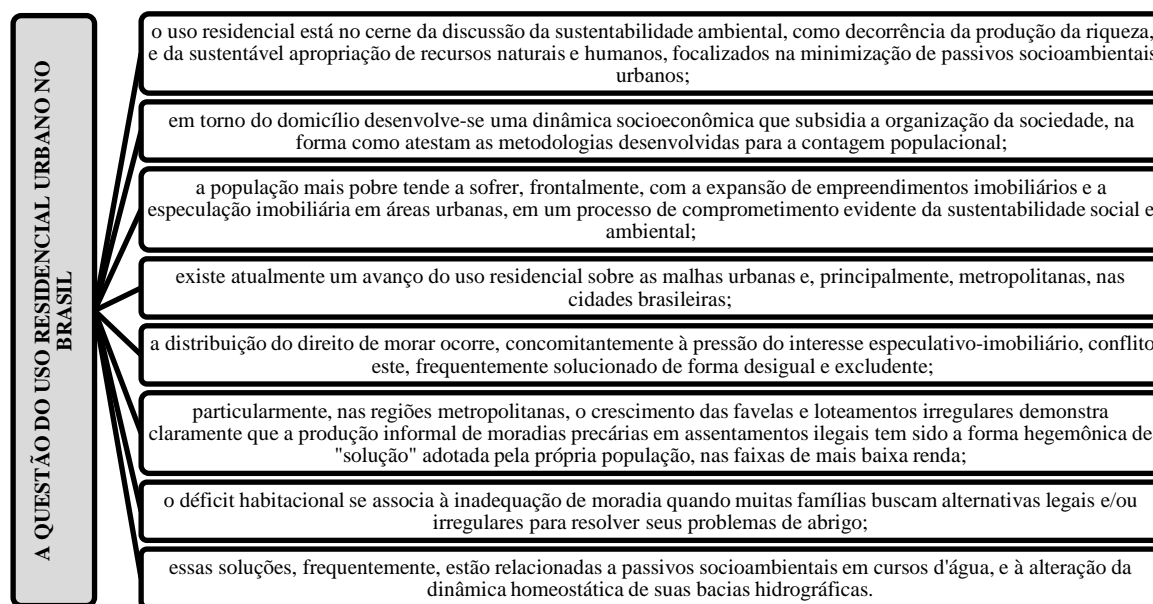 A QUESTÃO DO USO RESIDENCIAL URBANO NO
BRASIL
o uso residencial está no cerne da discussão da sustentabilidade ambiental, como decorrência da produção da riqueza,
e da sustentável apropriação de recursos naturais e humanos, focalizados na minimização de passivos socioambientais
urbanos;
em torno do domicílio desenvolve-se uma dinâmica socioeconômica que subsidia a organização da sociedade, na
forma como atestam as metodologias desenvolvidas para a contagem populacional;
a população mais pobre tende a sofrer, frontalmente, com a expansão de empreendimentos imobiliários e a
especulação imobiliária em áreas urbanas, em um processo de comprometimento evidente da sustentabilidade social e
ambiental;
existe atualmente um avanço do uso residencial sobre as malhas urbanas e, principalmente, metropolitanas, nas
cidades brasileiras;
a distribuição do direito de morar ocorre, concomitantemente à pressão do interesse especulativo-imobiliário, conflito
este, frequentemente solucionado de forma desigual e excludente;
particularmente, nas regiões metropolitanas, o crescimento das favelas e loteamentos irregulares demonstra
claramente que a produção informal de moradias precárias em assentamentos ilegais tem sido a forma hegemônica de
"solução" adotada pela própria população, nas faixas de mais baixa renda;
o déficit habitacional se associa à inadequação de moradia quando muitas famílias buscam alternativas legais e/ou
irregulares para resolver seus problemas de abrigo;
essas soluções, frequentemente, estão relacionadas a passivos socioambientais em cursos d'água, e à alteração da
dinâmica homeostática de suas bacias hidrográficas.